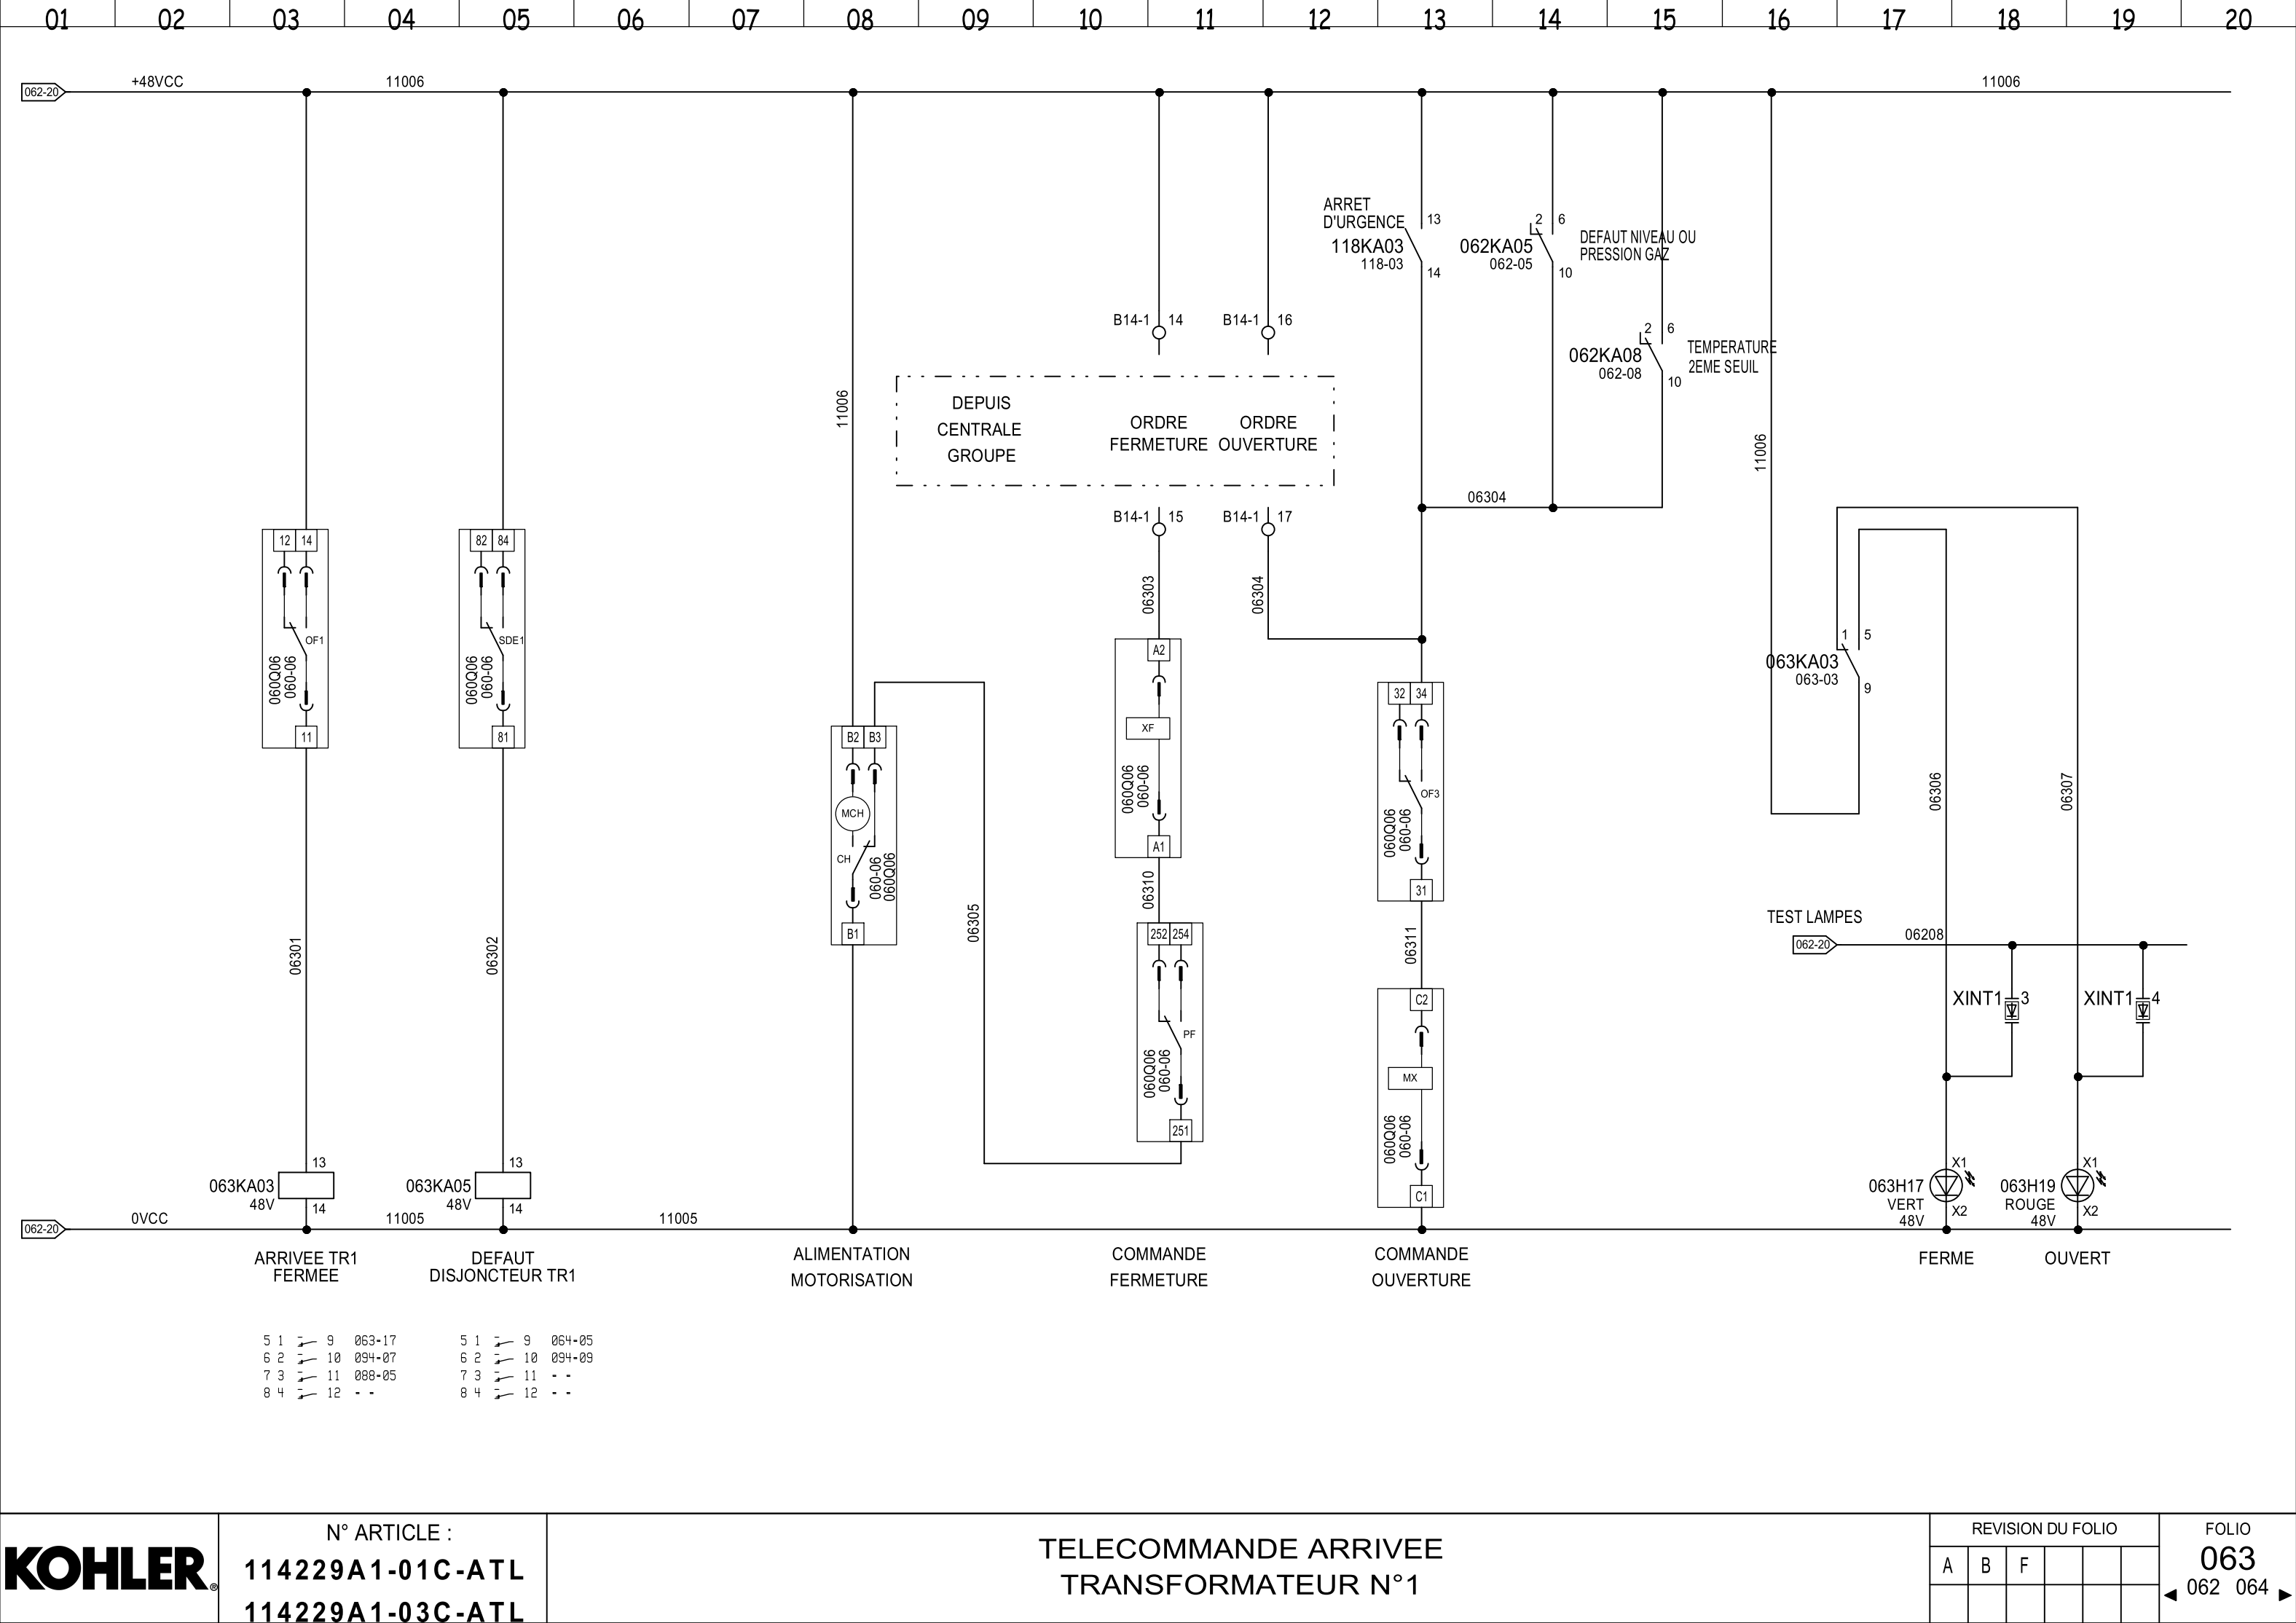 01 02 03 04 05 06 07 08 09 10 11 12 13 14 15 16 17 18 19 20
062-20 +48VCC 11006 11006
ARRET
D'URGENCE
13
118KA03
118-03
14
2 6
062KA05
062-05
10
DEFAUT NIVEAU OU
PRESSION GAZ
2 6
062KA08
062-08
10
TEMPERATURE
2EME SEUIL
B14-1 14
B14-1 16
11006
DEPUIS
CENTRALE
GROUPE
ORDRE
FERMETURE
ORDRE
OUVERTURE
11006
06304
B14-1 15
B14-1 17
12 14
OF1
060Q06
060-06
11
82 84
SDE1
060Q06
060-06
81
06303
06304
1 5
063KA03
063-03
9
A2
XF
060Q06
060-06
A1
32 34
OF3
060Q06
060-06
31
B2 B3
MCH
CH
060-06
060Q06
B1
06306
06307
06310
06305
06301
06302
252 254
PF
060Q06
060-06
251
06311
C2
MX
060Q06
060-06
C1
TEST LAMPES
062-20 06208
XINT1 3
XINT1 4
13
063KA03
48V
14
13
063KA05
48V
14
X1
063H17
VERT
48V
X2
X1
063H19
ROUGE
48V
X2
062-20 0VCC 11005 11005
ARRIVEE TR1
FERMEE
DEFAUT
DISJONCTEUR TR1
ALIMENTATION
MOTORISATION
COMMANDE
FERMETURE
COMMANDE
OUVERTURE
FERME
OUVERT
5 1 9 063-17
6 2 10 094-07
7 3 11 088-05
8 4 12 - -
5 1 9 064-05
6 2 10 094-09
7 3 11 - -
8 4 12 - -
KOHLER®
N° ARTICLE :
114229A1-01C-ATL
114229A1-03C-ATL
TELECOMMANDE ARRIVEE
TRANSFORMATEUR N°1
REVISION DU FOLIO
A B F
FOLIO
063
062 064